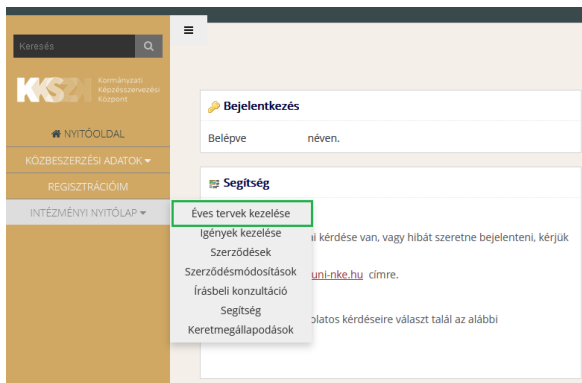 Keresés
KKSZK Kormányzati
Képzésszervezési
Központ
NYITÓOLDAL
KÖZBESZERZÉSI ADATOK
REGISZTRÁCIÓIM
INTÉZMÉNYI NYITÓLAP
Bejelentkezés
Belépve néven.
Segítség
Éves tervek kezelése
Igények kezelése
Szerződések
Szerződésmódosítások
Írásbeli konzultáció
Segítség
Keretmegállapodások
kérdése van, vagy hibát szeretne bejelenteni, kérjük
uni-nke.hu címre.
kérdéseire választ talál az alábbi